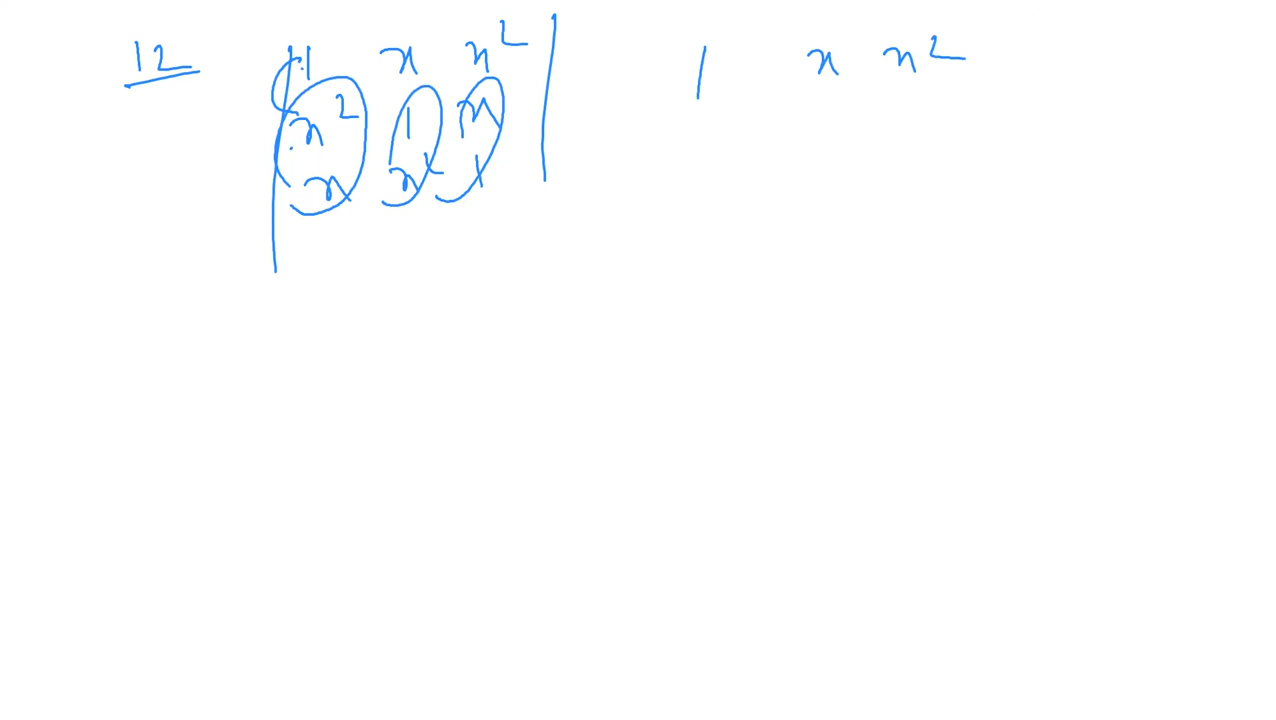 12 | 1 x x² | 1 x x²
x² 1 x
x x² 1